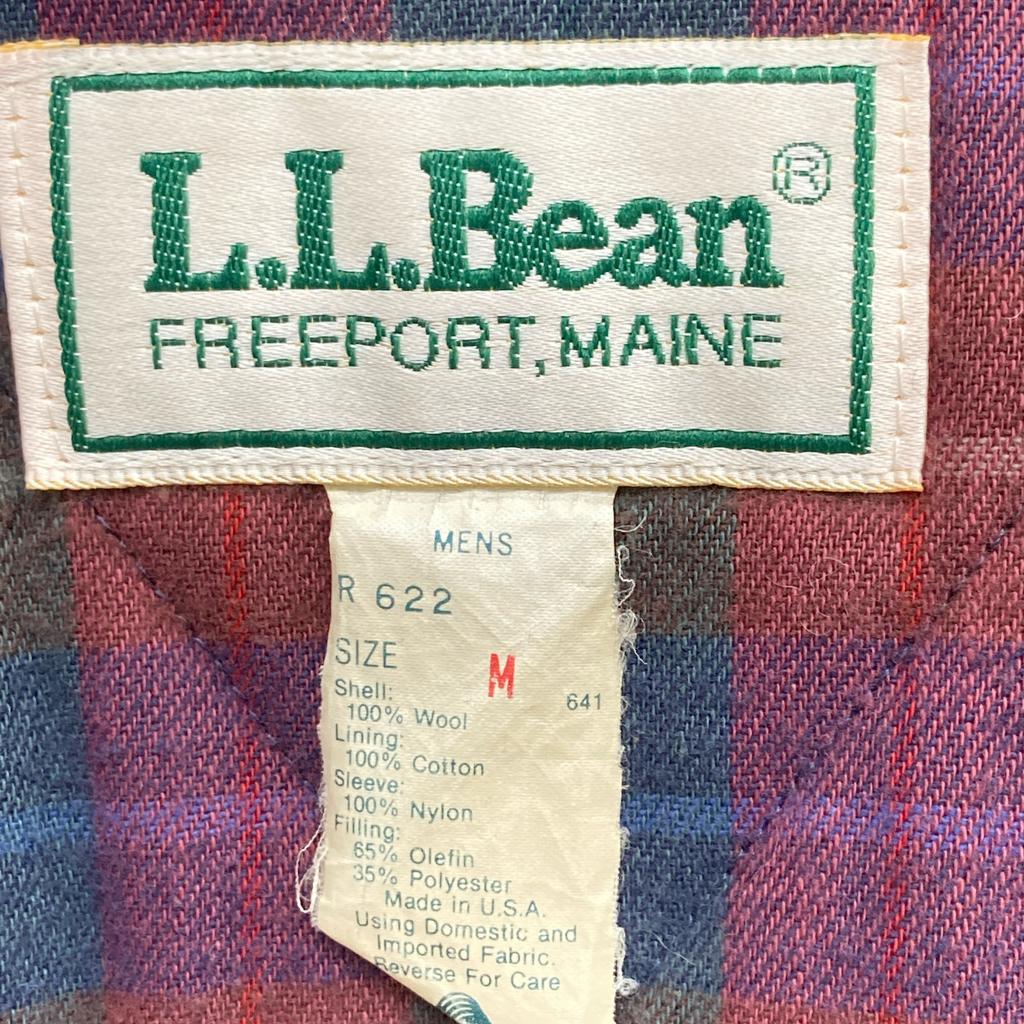 L.L.Bean®
FREEPORT, MAINE
MENS
R 622
SIZE M
641
Shell:
100% Wool
Lining:
100% Cotton
Sleeve:
100% Nylon
Filling:
65% Olefin
35% Polyester
Made in U.S.A.
Using Domestic and
Imported Fabric.
Reverse For Care